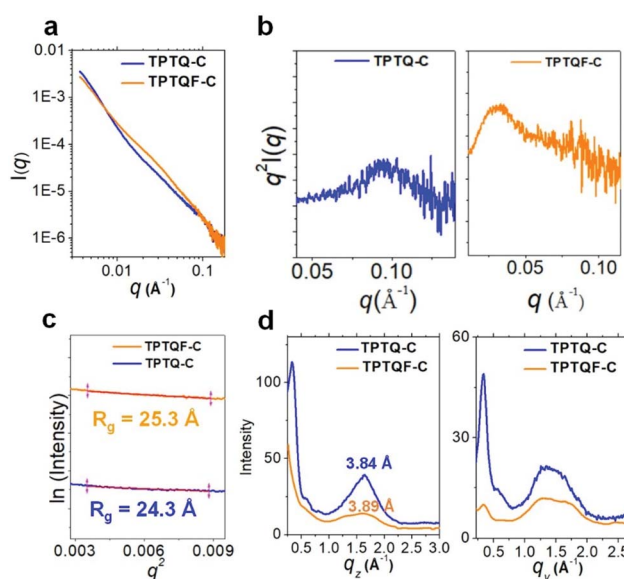 a
0.01
1E-3
1E-4
1E-5
1E-6
I(q)
TPTQ-C
TPTQF-C
0.01
0.1
q (A⁻¹)
b
q²I(q)
TPTQ-C
0.05
0.10
q(Å⁻¹)
TPTQF-C
0.05
0.10
q (Å⁻¹)
c
ln (Intensity)
TPTQF-C
TPTQ-C
Rg = 25.3 Å
Rg = 24.3 Å
0.003
0.006
0.009
q²
d
Intensity
100
50
0
TPTQ-C
TPTQF-C
3.84 Å
3.89 Å
0.5
1.0
1.5
2.0
2.5
3.0
qz(A⁻¹)
60
30
0
TPTQ-C
TPTQF-C
0.5
1.0
1.5
2.0
2.5
(A⁻¹)